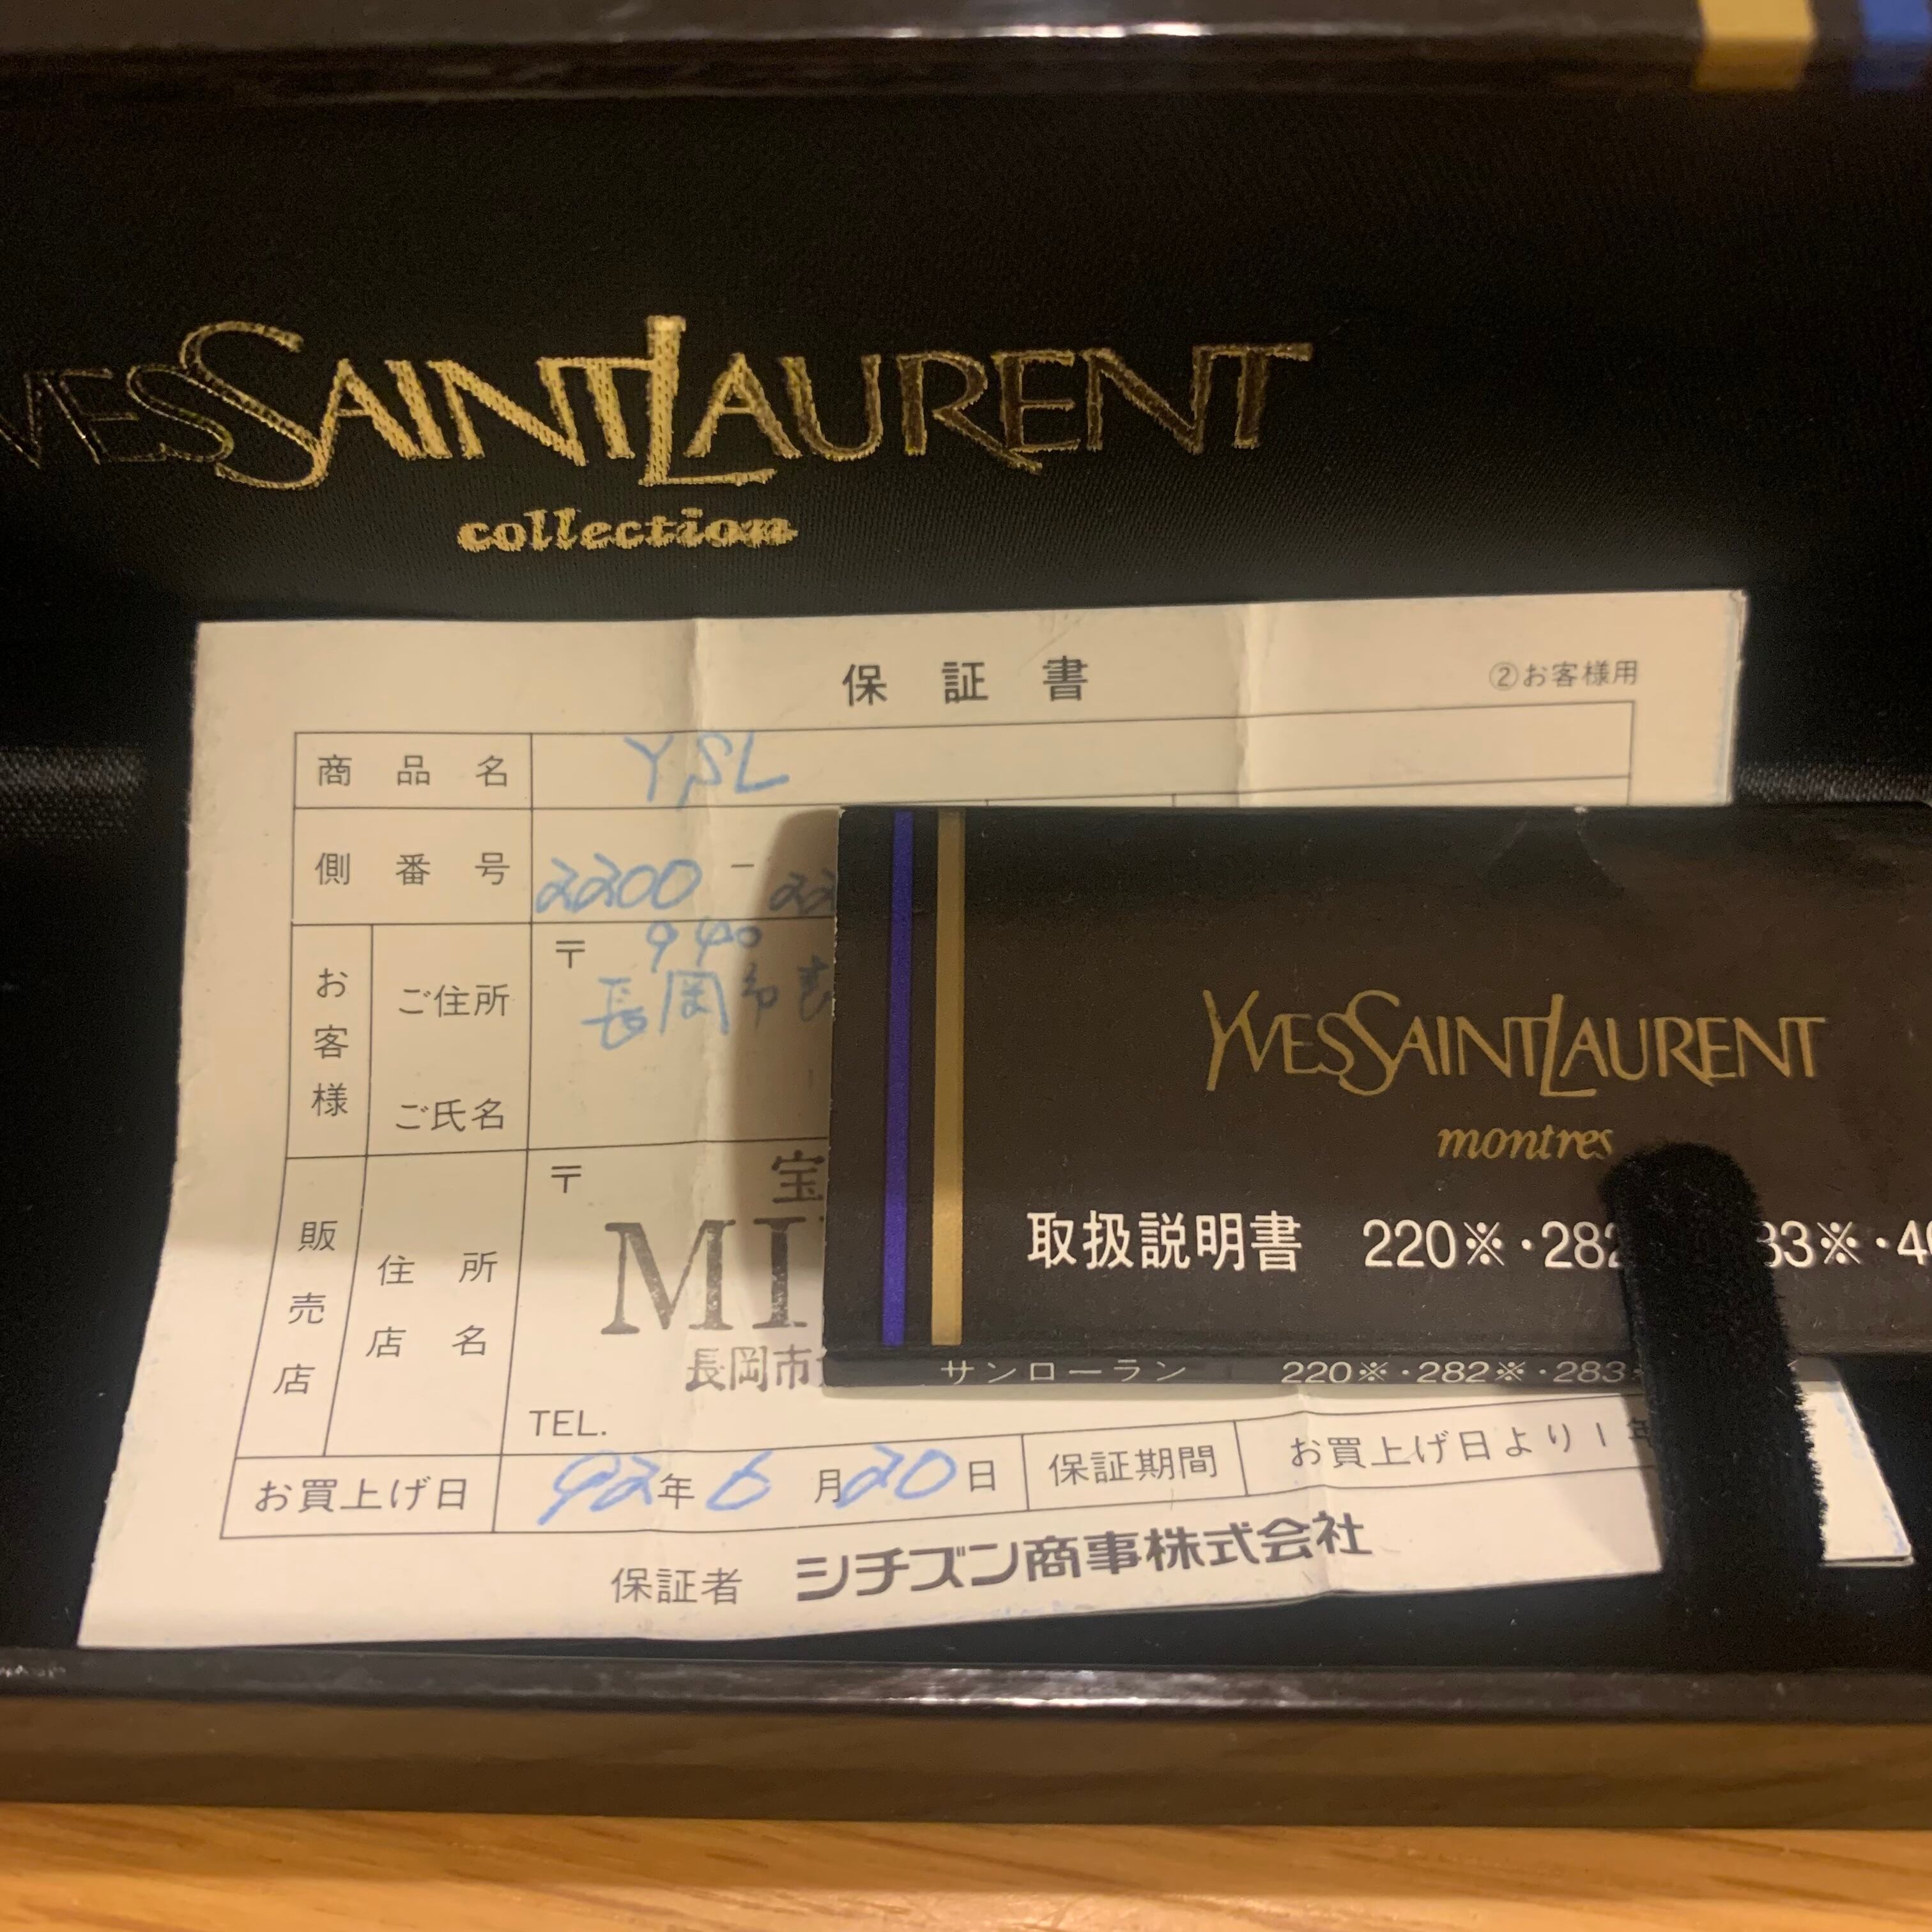 YVES SAINT LAURENT
collection
保証書
②お客様用
商品名 YSL
側番号 2200 - 22
お客様
ご住所 〒 940
長岡市表
ご氏名
販売店
住所
店名
〒 宝
MI
長岡市
TEL.
お買上げ日 92年6月20日 保証期間 お買上げ日より1年
保証者 シチズン商事株式会社
YVES SAINT LAURENT
montres
取扱説明書 220※・282 83※・40
サンローラン 220※・282※・283※